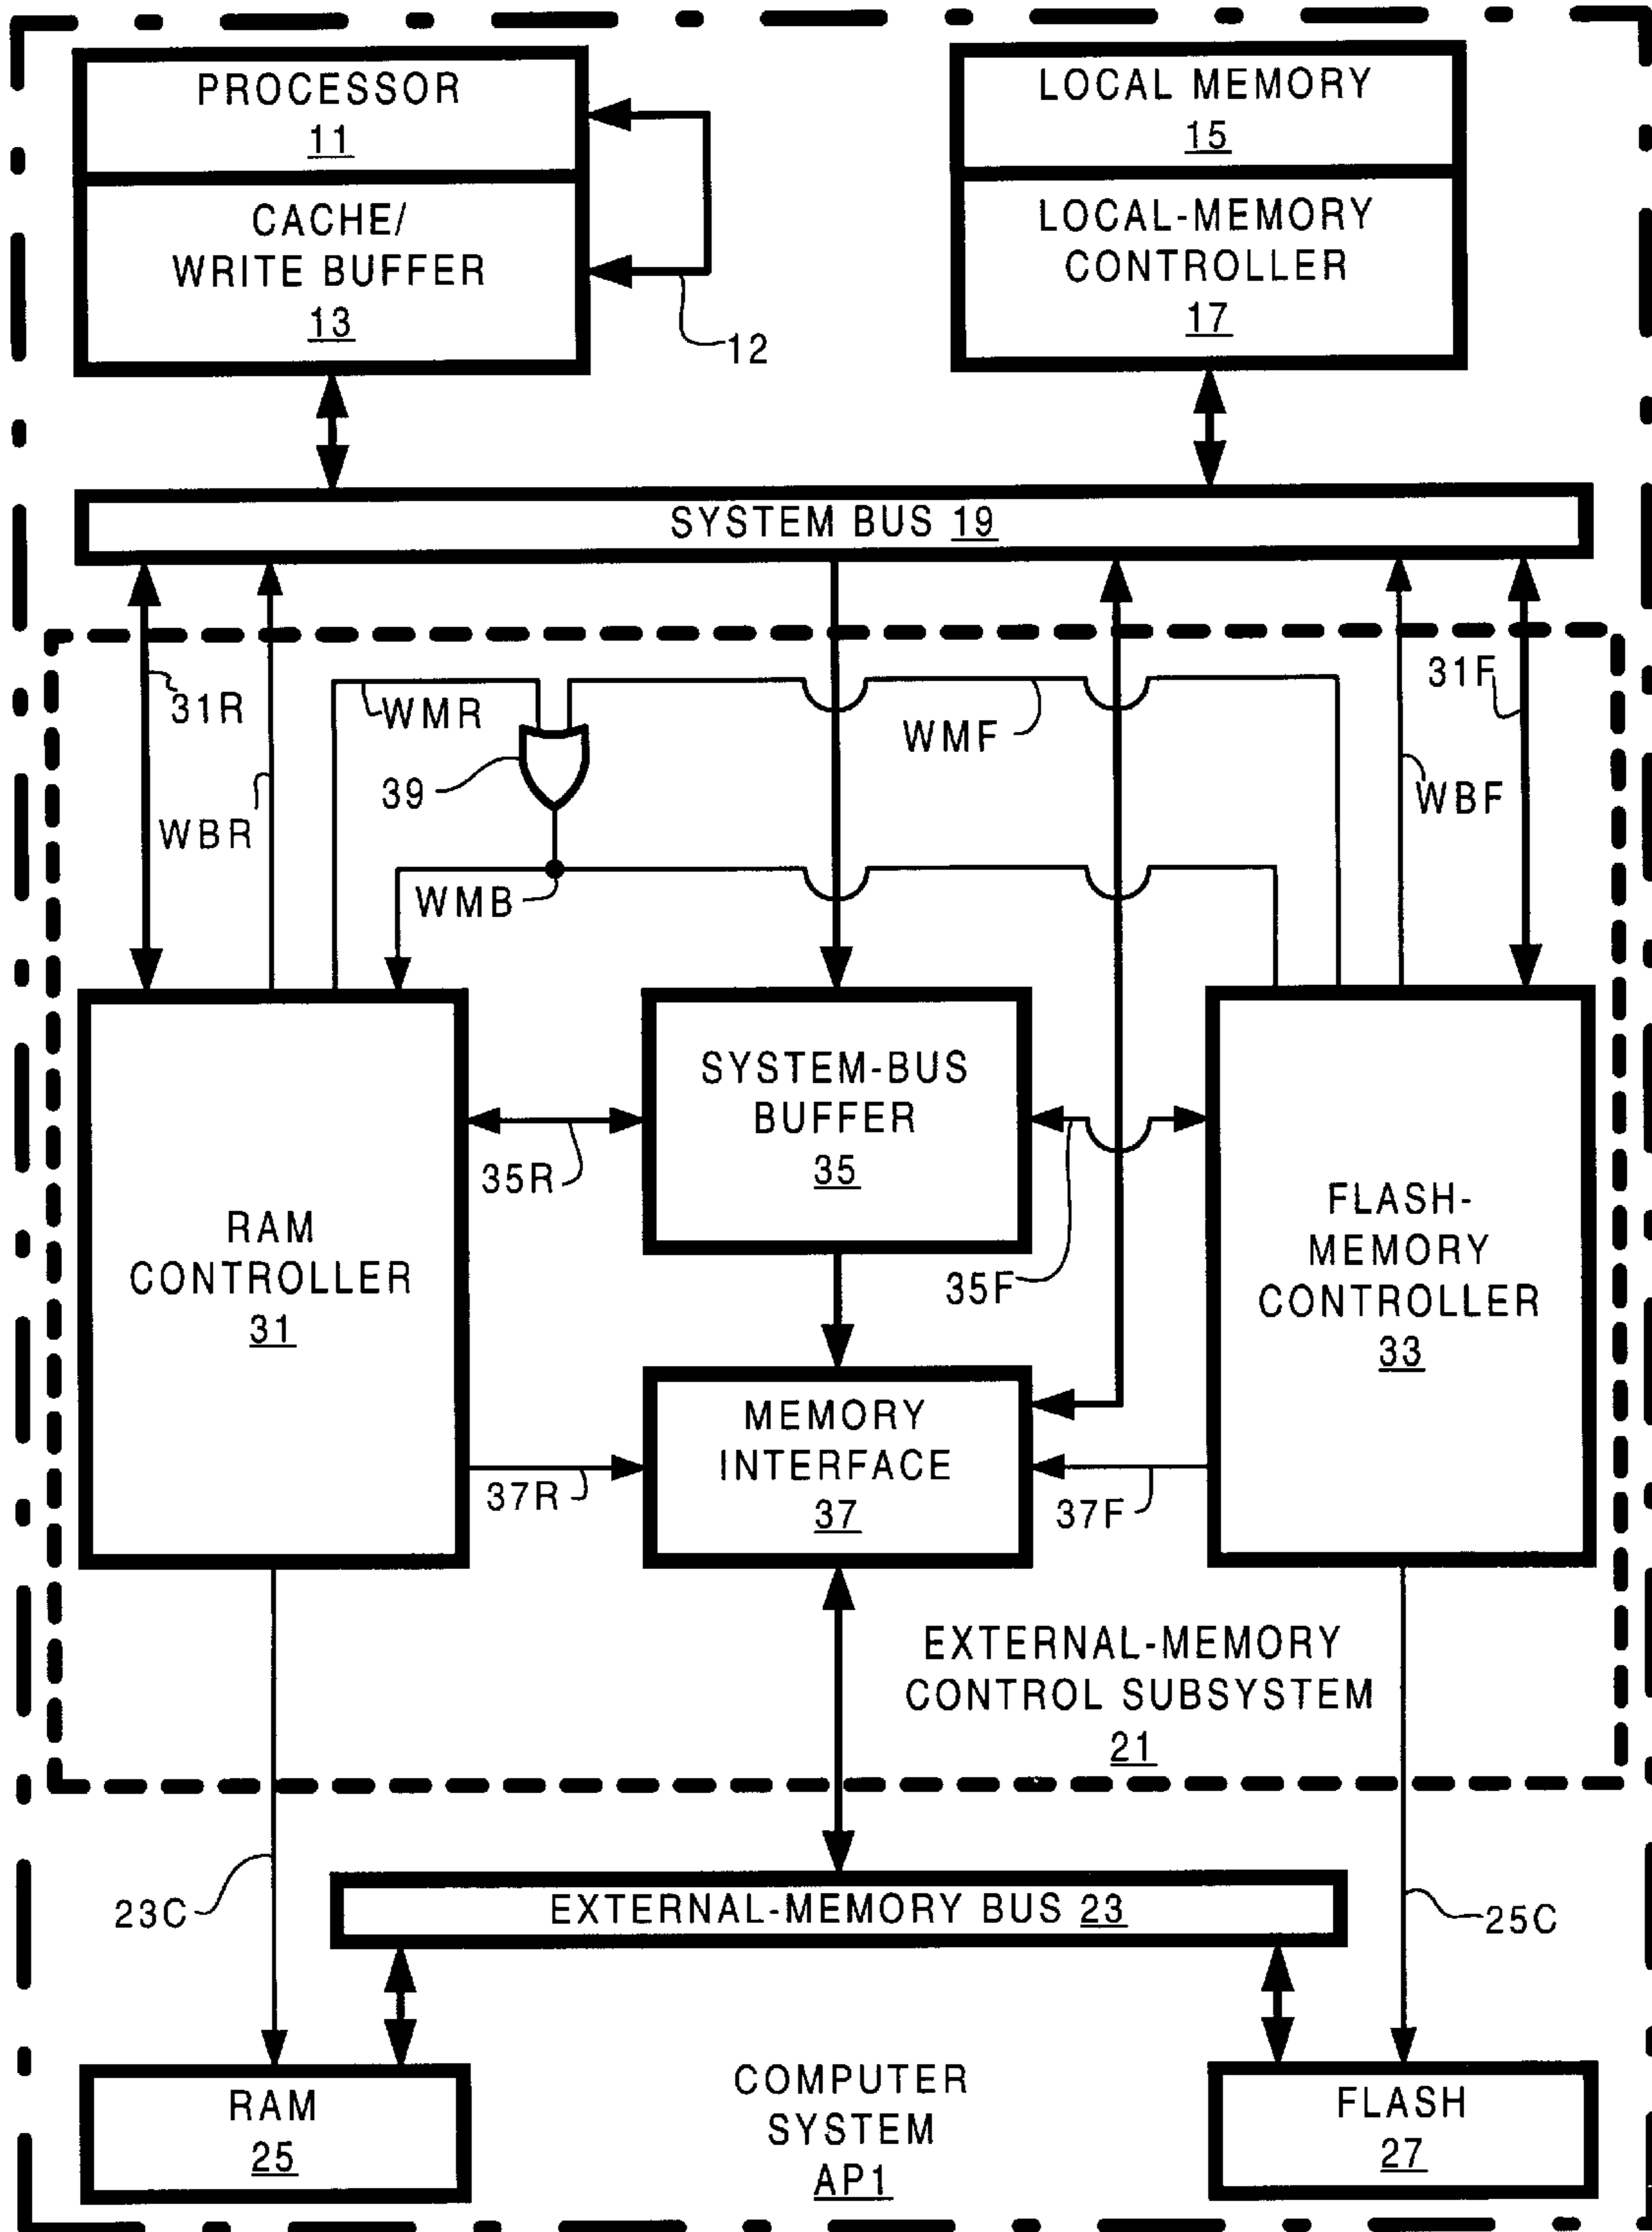 PROCESSOR
11
CACHE/
WRITE BUFFER
13
12
LOCAL MEMORY
15
LOCAL-MEMORY
CONTROLLER
17
SYSTEM BUS 19
31R
WBR
WMR
39
WMB
WMF
31F
WBF
RAM
CONTROLLER
31
35R
SYSTEM-BUS
BUFFER
35
35F
FLASH-
MEMORY
CONTROLLER
33
37R
MEMORY
INTERFACE
37
37F
EXTERNAL-MEMORY
CONTROL SUBSYSTEM
21
23C
EXTERNAL-MEMORY BUS 23
25C
RAM
25
COMPUTER
SYSTEM
AP1
FLASH
27